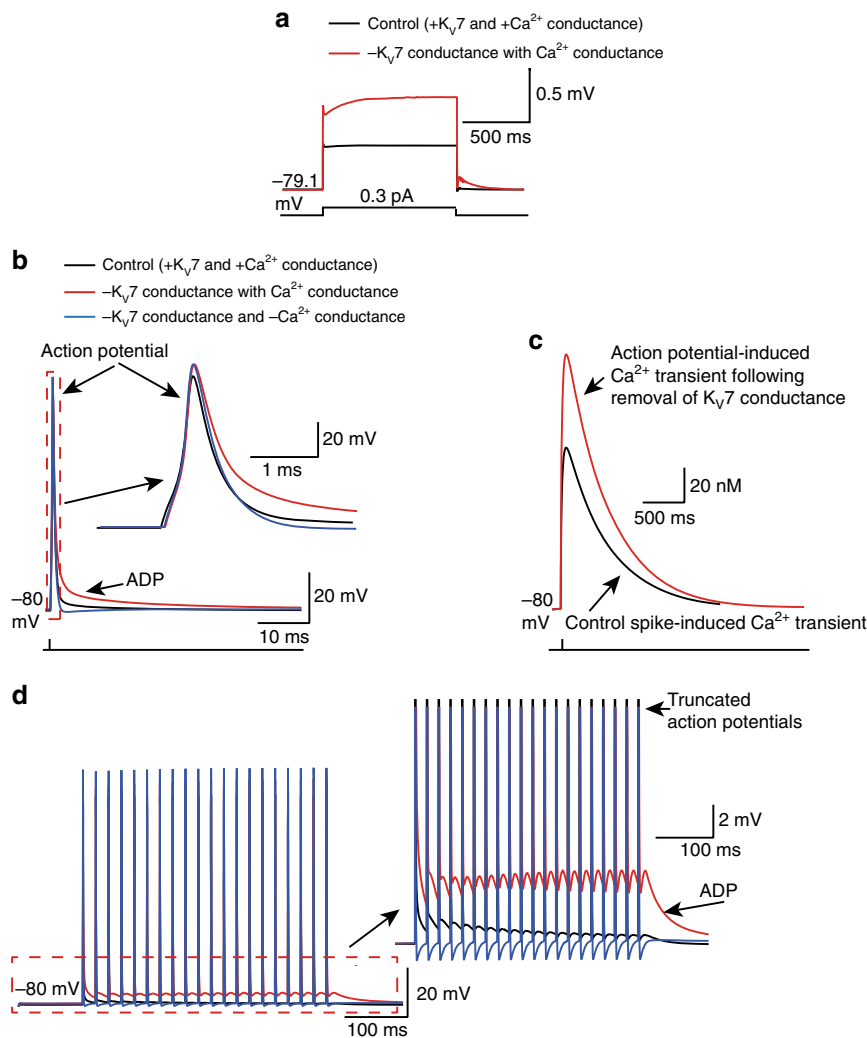 a
Control (+KV7 and +Ca2+ conductance)
−KV7 conductance with Ca2+ conductance
0.5 mV
500 ms
−79.1
mV
0.3 pA
b
Control (+KV7 and +Ca2+ conductance)
−KV7 conductance with Ca2+ conductance
−KV7 conductance and −Ca2+ conductance
Action potential
20 mV
1 ms
ADP
−80
mV
20 mV
10 ms
c
Action potential-induced
Ca2+ transient following
removal of KV7 conductance
20 nM
500 ms
−80
mV
Control spike-induced Ca2+ transient
d
Truncated
action potentials
2 mV
100 ms
ADP
−80 mV
20 mV
100 ms